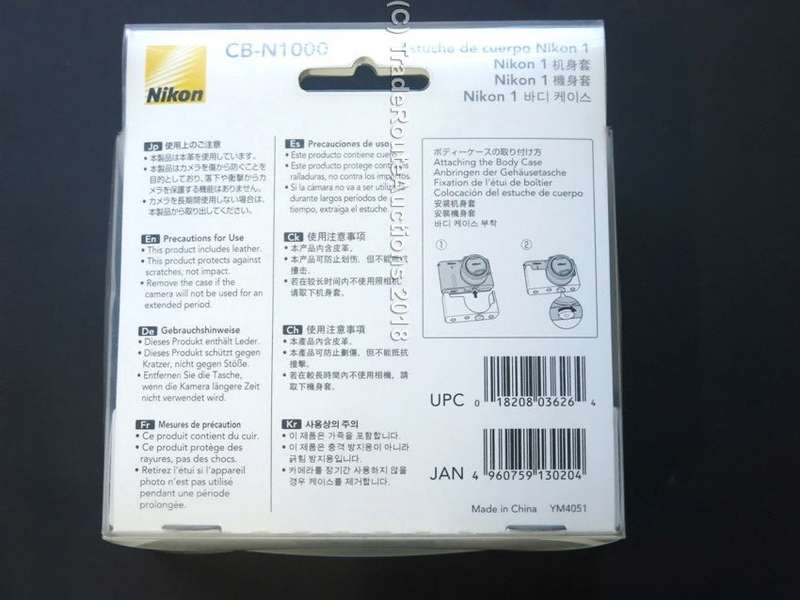 Nikon
CB-N1000
Estuche de cuerpo Nikon 1
Nikon 1 机身套
Nikon 1 機身套
Nikon 1 바디 케이스
(C) TradeRouteAuctions 2018
Jp 使用上のご注意
• 本製品は本革を使用しています。
• 本製品はカメラを傷から防ぐことを
目的としており、落下や衝撃からカ
メラを保護する機能はありません。
• カメラを長期間使用しない場合は、
本製品から取り出してください。
En Precautions for Use
• This product includes leather.
• This product protects against
scratches, not impact.
• Remove the case if the
camera will not be used for an
extended period.
De Gebrauchshinweise
• Dieses Produkt enthält Leder.
• Dieses Produkt schützt gegen
Kratzer, nicht gegen Stöße.
• Entfernen Sie die Tasche,
wenn die Kamera längere Zeit
nicht verwendet wird.
Fr Mesures de précaution
• Ce produit contient du cuir.
• Ce produit protège des
rayures, pas des chocs.
• Retirez l'étui si l'appareil
photo n'est pas utilisé
pendant une période
prolongée.
Es Precauciones de uso
• Este producto contiene cuero.
• Este producto protege contra
ralladuras, no contra los impactos.
• Si la cámara no va a ser utilizada
durante largos periodos de
tiempo, extraiga el estuche.
Ck 使用注意事项
• 本产品内含皮革。
• 本产品可防止划伤，但不能抵抗
撞击。
• 若在较长时间内不使用照相机，
请取下机身套。
Ch 使用注意事項
• 本產品內含皮革。
• 本產品可防止劃傷，但不能抵抗
撞擊。
• 若在較長時間內不使用相機，請
取下機身套。
Kr 사용상의 주의
• 이 제품은 가죽을 포함합니다.
• 이 제품은 충격 방지용이 아니라
긁힘 방지용입니다.
• 카메라를 장기간 사용하지 않을
경우 케이스를 제거합니다.
ボディーケースの取り付け方
Attaching the Body Case
Anbringen der Gehäusetasche
Fixation de l'étui de boîtier
Colocación del estuche de cuerpo
安装机身套
安裝機身套
바디 케이스 부착
① ②
UPC 0 18208 03626 4
JAN 4 960759 130204
Made in China YM4051